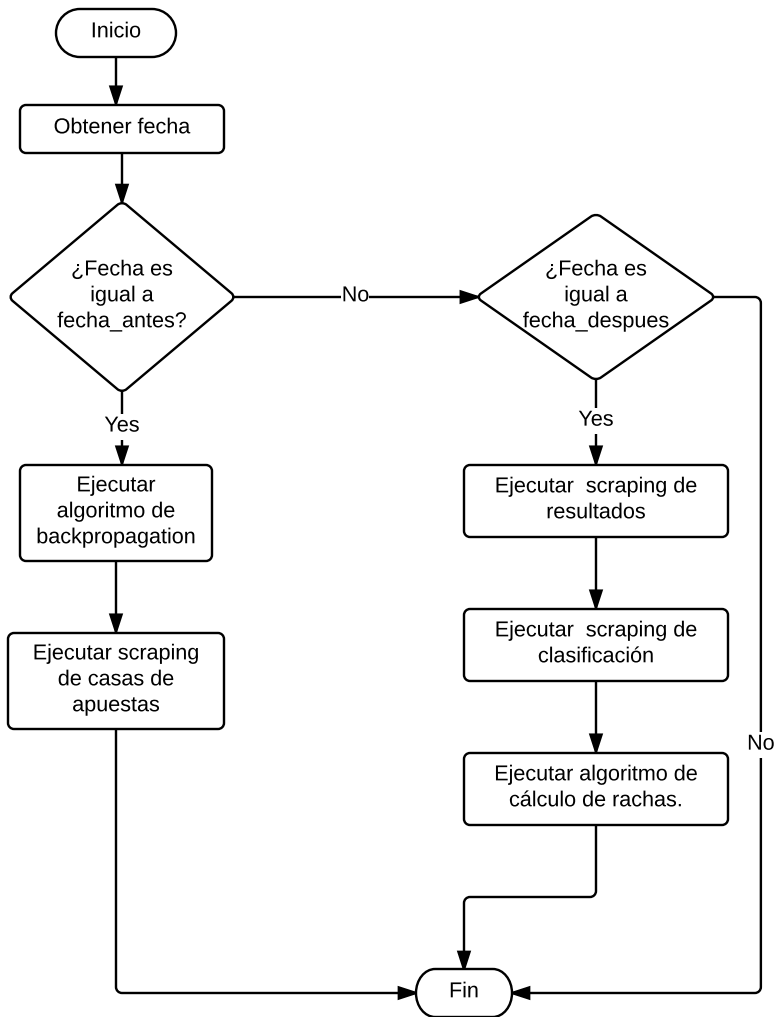 Inicio
Obtener fecha
¿Fecha es
igual a
fecha_antes?
No
¿Fecha es
igual a
fecha_despues
Yes
Ejecutar
algoritmo de
backpropagation
Ejecutar scraping
de casas de
apuestas
Yes
Ejecutar  scraping de
resultados
Ejecutar  scraping de
clasificación
Ejecutar algoritmo de
cálculo de rachas.
No
Fin